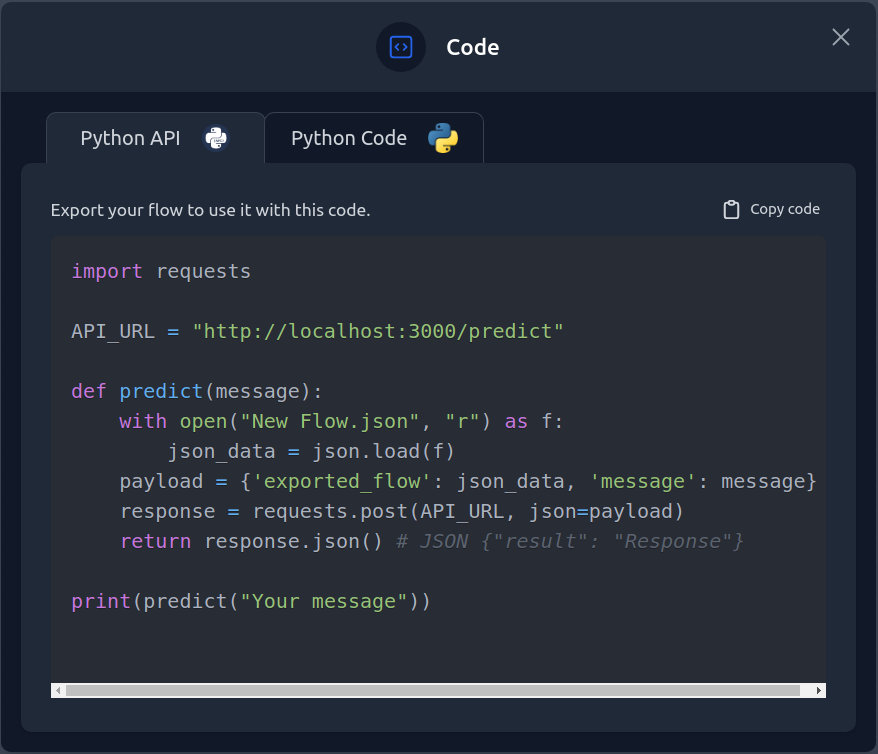 Code
Python API
Python Code
Export your flow to use it with this code.
Copy code
import requests
API_URL = "http://localhost:3000/predict"
def predict(message):
    with open("New Flow.json", "r") as f:
        json_data = json.load(f)
    payload = {'exported_flow': json_data, 'message': message}
    response = requests.post(API_URL, json=payload)
    return response.json() # JSON {"result": "Response"}
print(predict("Your message"))